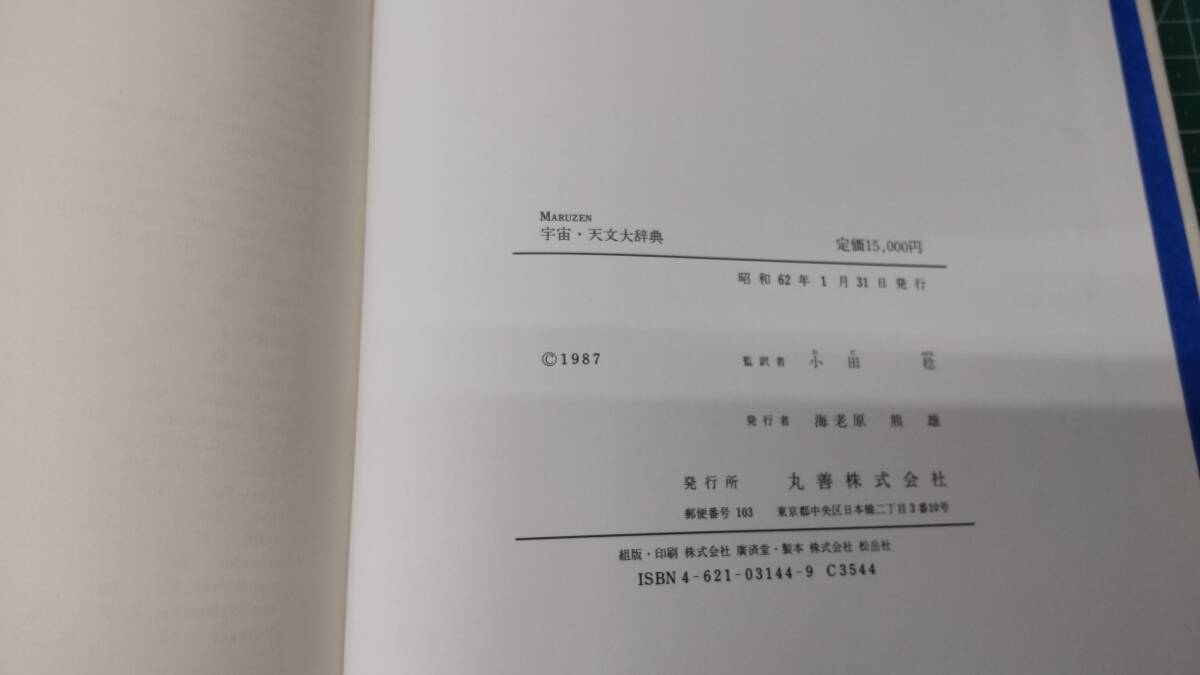 MARUZEN
宇宙・天文大辞典 定価15,000円
昭和62年1月31日発行
©1987 監訳者 小田 稔
発行者 海老原 熊雄
発行所 丸善株式会社
郵便番号 103 東京都中央区日本橋二丁目3番10号
組版・印刷 株式会社 廣済堂・製本 株式会社 松岳社
ISBN 4-621-03144-9 C3544